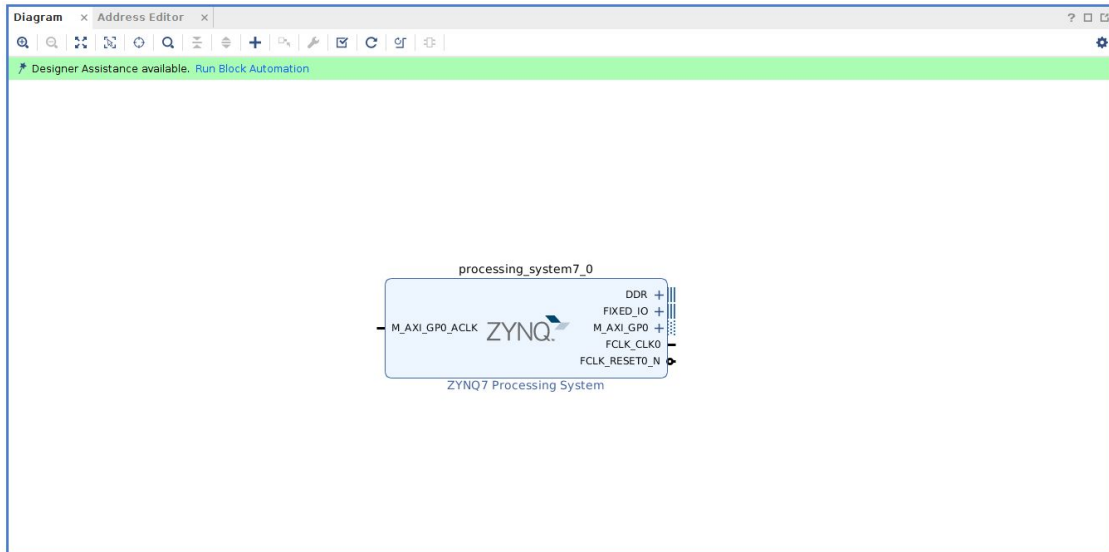 Diagram × Address Editor ×
Designer Assistance available. Run Block Automation
processing_system7_0
DDR
FIXED_IO
M_AXI_GP0_ACLK ZYNQ M_AXI_GP0
FCLK_CLK0
FCLK_RESET0_N
ZYNQ7 Processing System